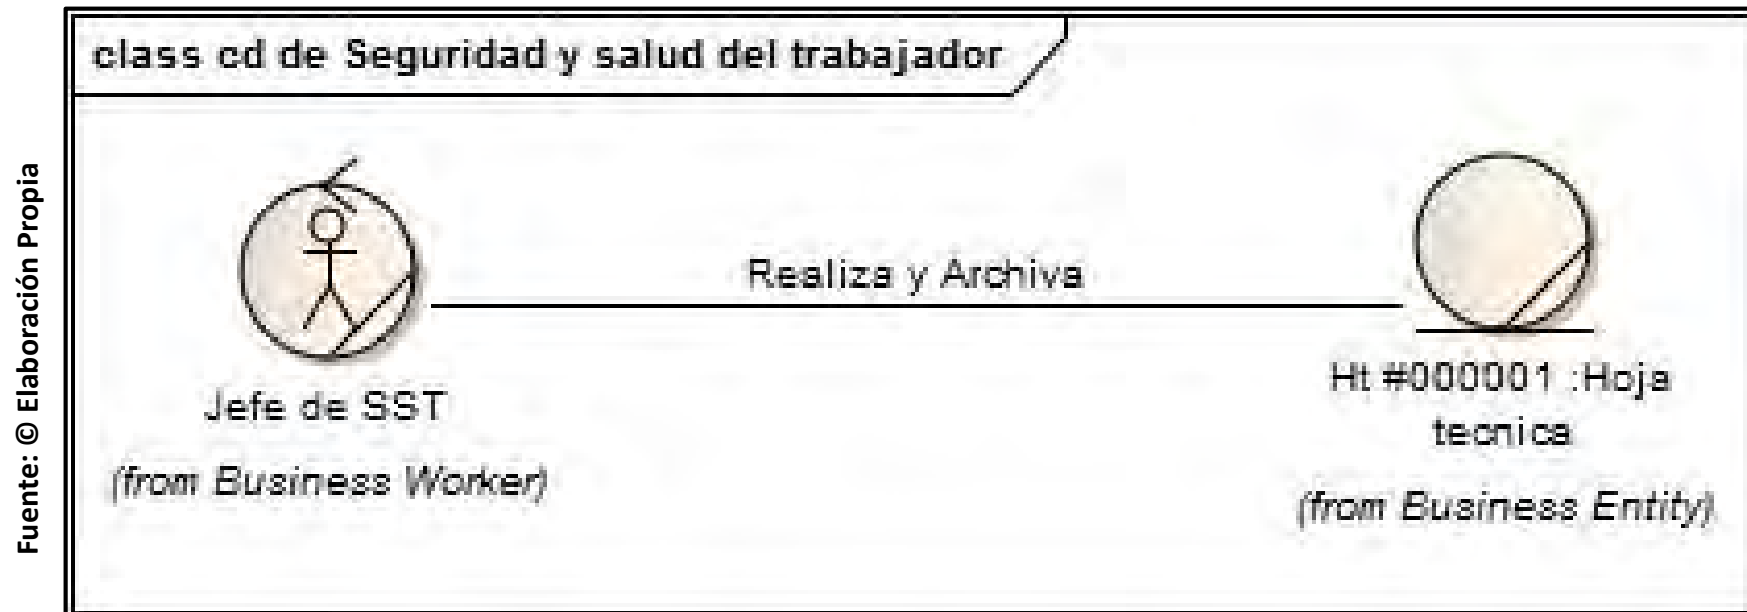 class cd de Seguridad y salud del trabajador
Fuente: © Elaboración Propia
Realiza y Archiva
Jefe de SST
(from Business Worker)
Ht #000001 :Hoja
tecnica
(from Business Entity)